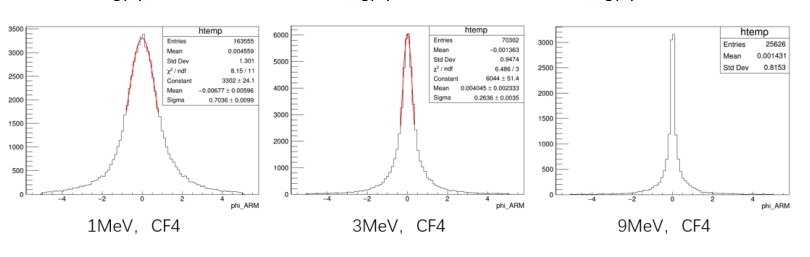 htemp
Entries 163555
Mean 0.004559
Std Dev 1.301
χ² / ndf 8.15 / 11
Constant 3302 ± 24.1
Mean −0.00677 ± 0.00596
Sigma 0.7036 ± 0.0099
3500
3000
2500
2000
1500
1000
500
0
−4 −2 0 2 4
phi_ARM
1MeV, CF4
htemp
Entries 70302
Mean −0.001363
Std Dev 0.9474
χ² / ndf 6.486 / 3
Constant 6044 ± 51.4
Mean 0.004045 ± 0.002333
Sigma 0.2636 ± 0.0035
6000
5000
4000
3000
2000
1000
0
−4 −2 0 2 4
phi_ARM
3MeV, CF4
htemp
Entries 25626
Mean 0.001431
Std Dev 0.8153
3000
2500
2000
1500
1000
500
0
−4 −2 0 2 4
phi_ARM
9MeV, CF4